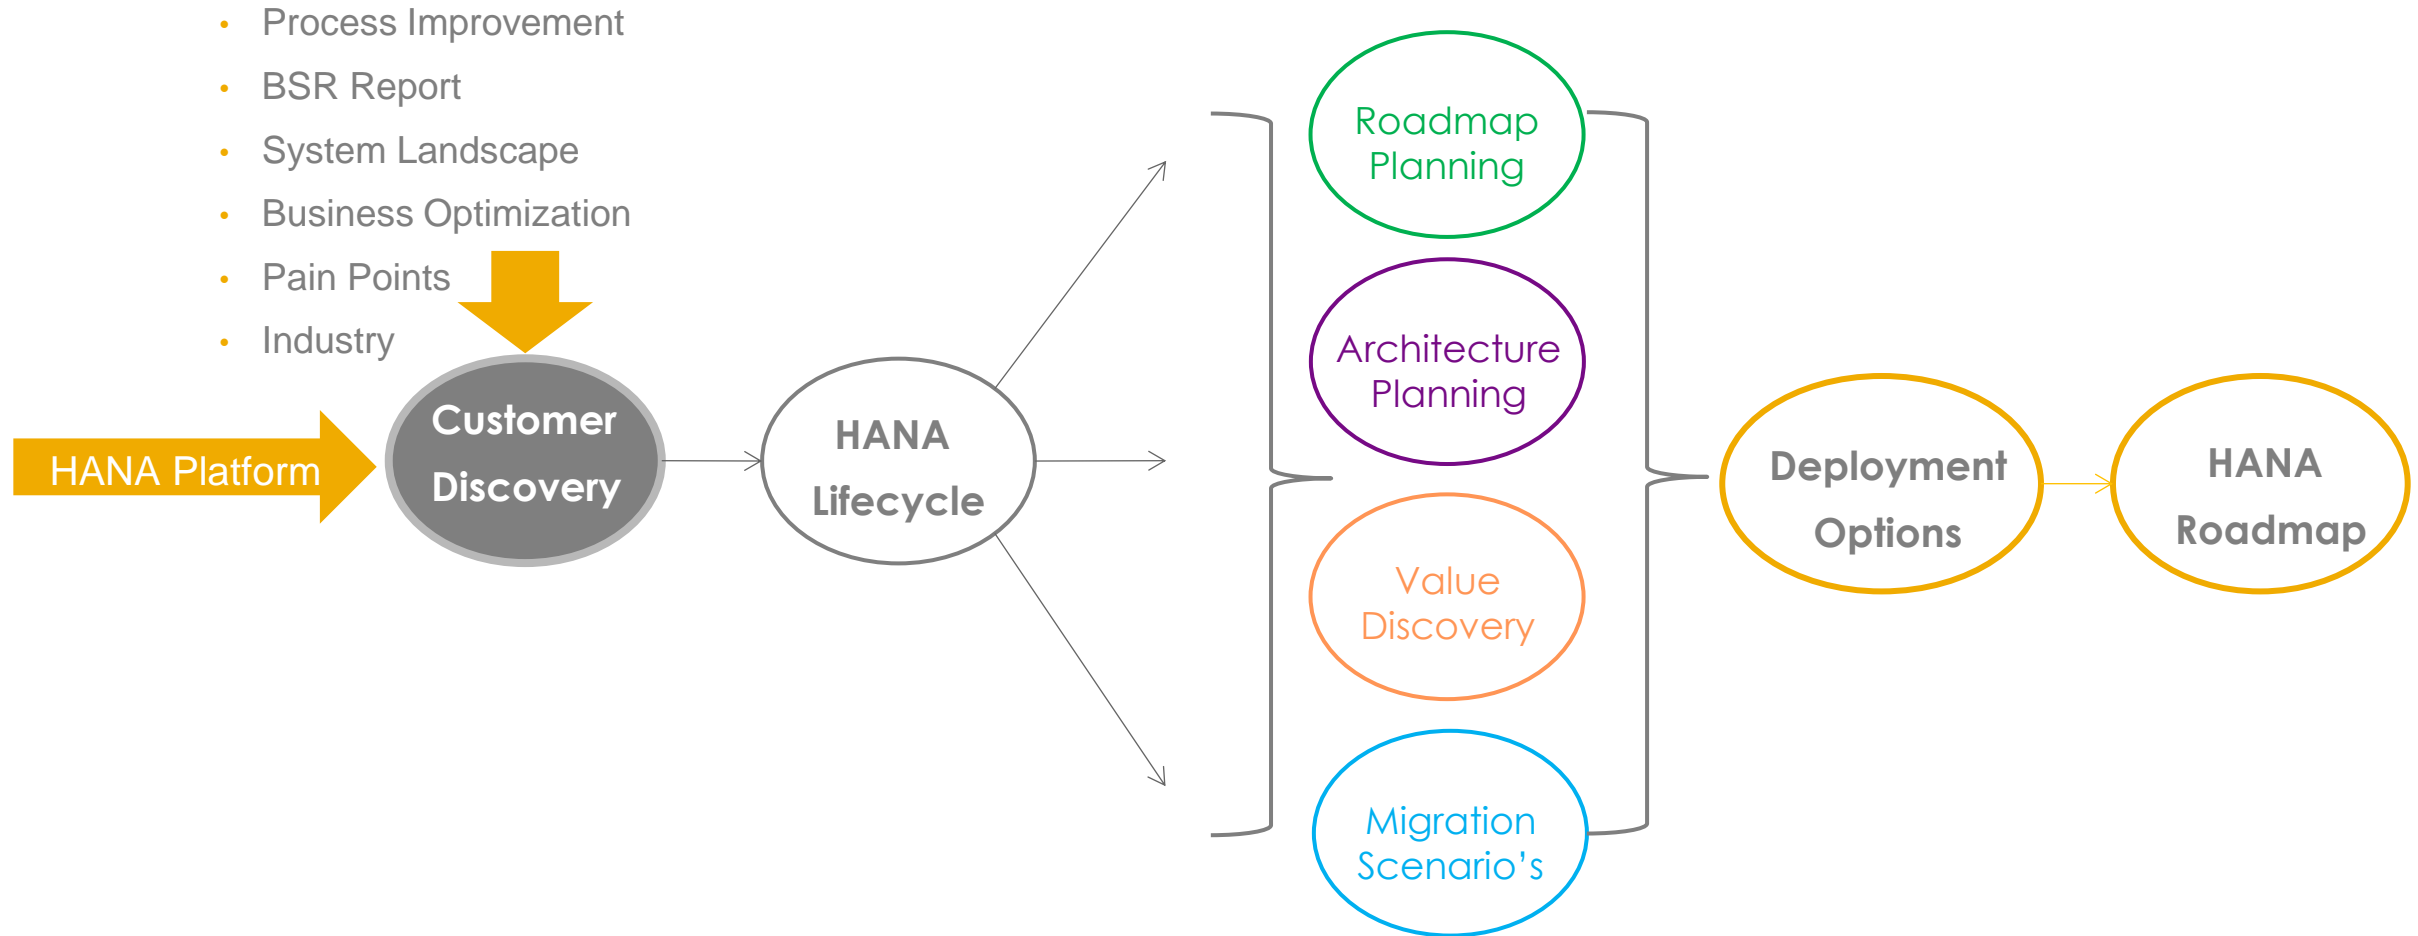 • Process Improvement
• BSR Report
• System Landscape
• Business Optimization
• Pain Points
• Industry
HANA Platform
Customer
Discovery
HANA
Lifecycle
Roadmap
Planning
Architecture
Planning
Value
Discovery
Migration
Scenario’s
Deployment
Options
HANA
Roadmap